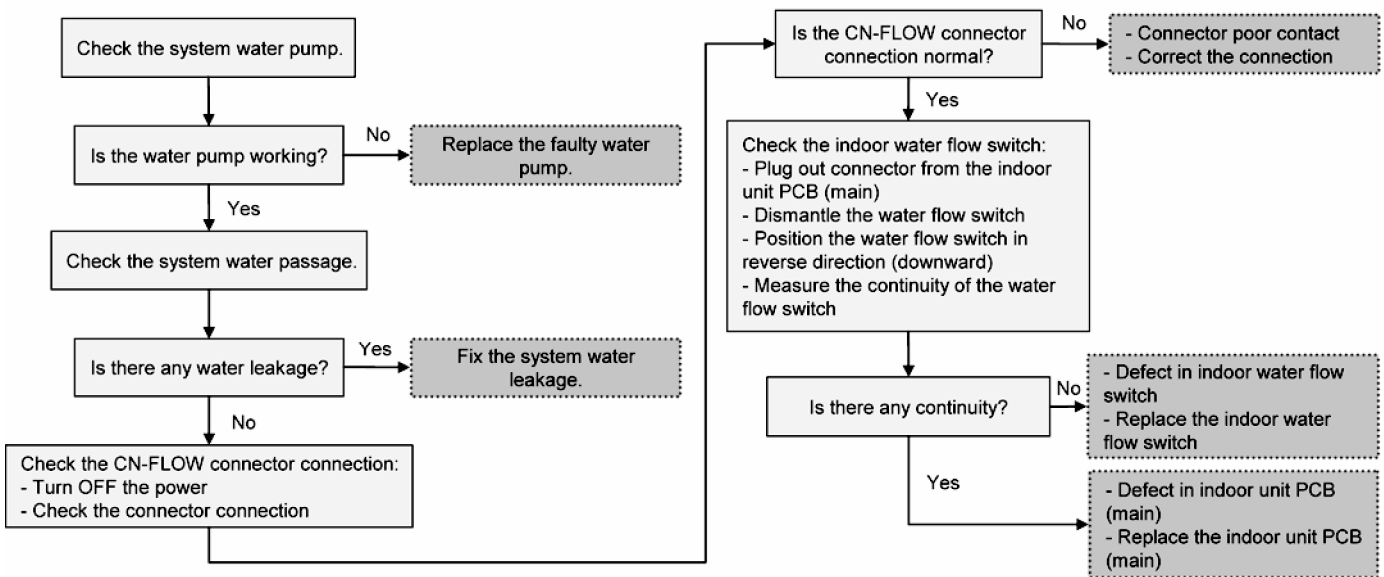 Check the system water pump.
Is the water pump working?
No
Replace the faulty water
pump.
Yes
Check the system water passage.
Is there any water leakage?
Yes
Fix the system water
leakage.
No
Check the CN-FLOW connector connection:
- Turn OFF the power
- Check the connector connection
Is the CN-FLOW connector
connection normal?
No
- Connector poor contact
- Correct the connection
Yes
Check the indoor water flow switch:
- Plug out connector from the indoor
unit PCB (main)
- Dismantle the water flow switch
- Position the water flow switch in
reverse direction (downward)
- Measure the continuity of the water
flow switch
Is there any continuity?
No
- Defect in indoor water flow
switch
- Replace the indoor water
flow switch
Yes
- Defect in indoor unit PCB
(main)
- Replace the indoor unit PCB
(main)